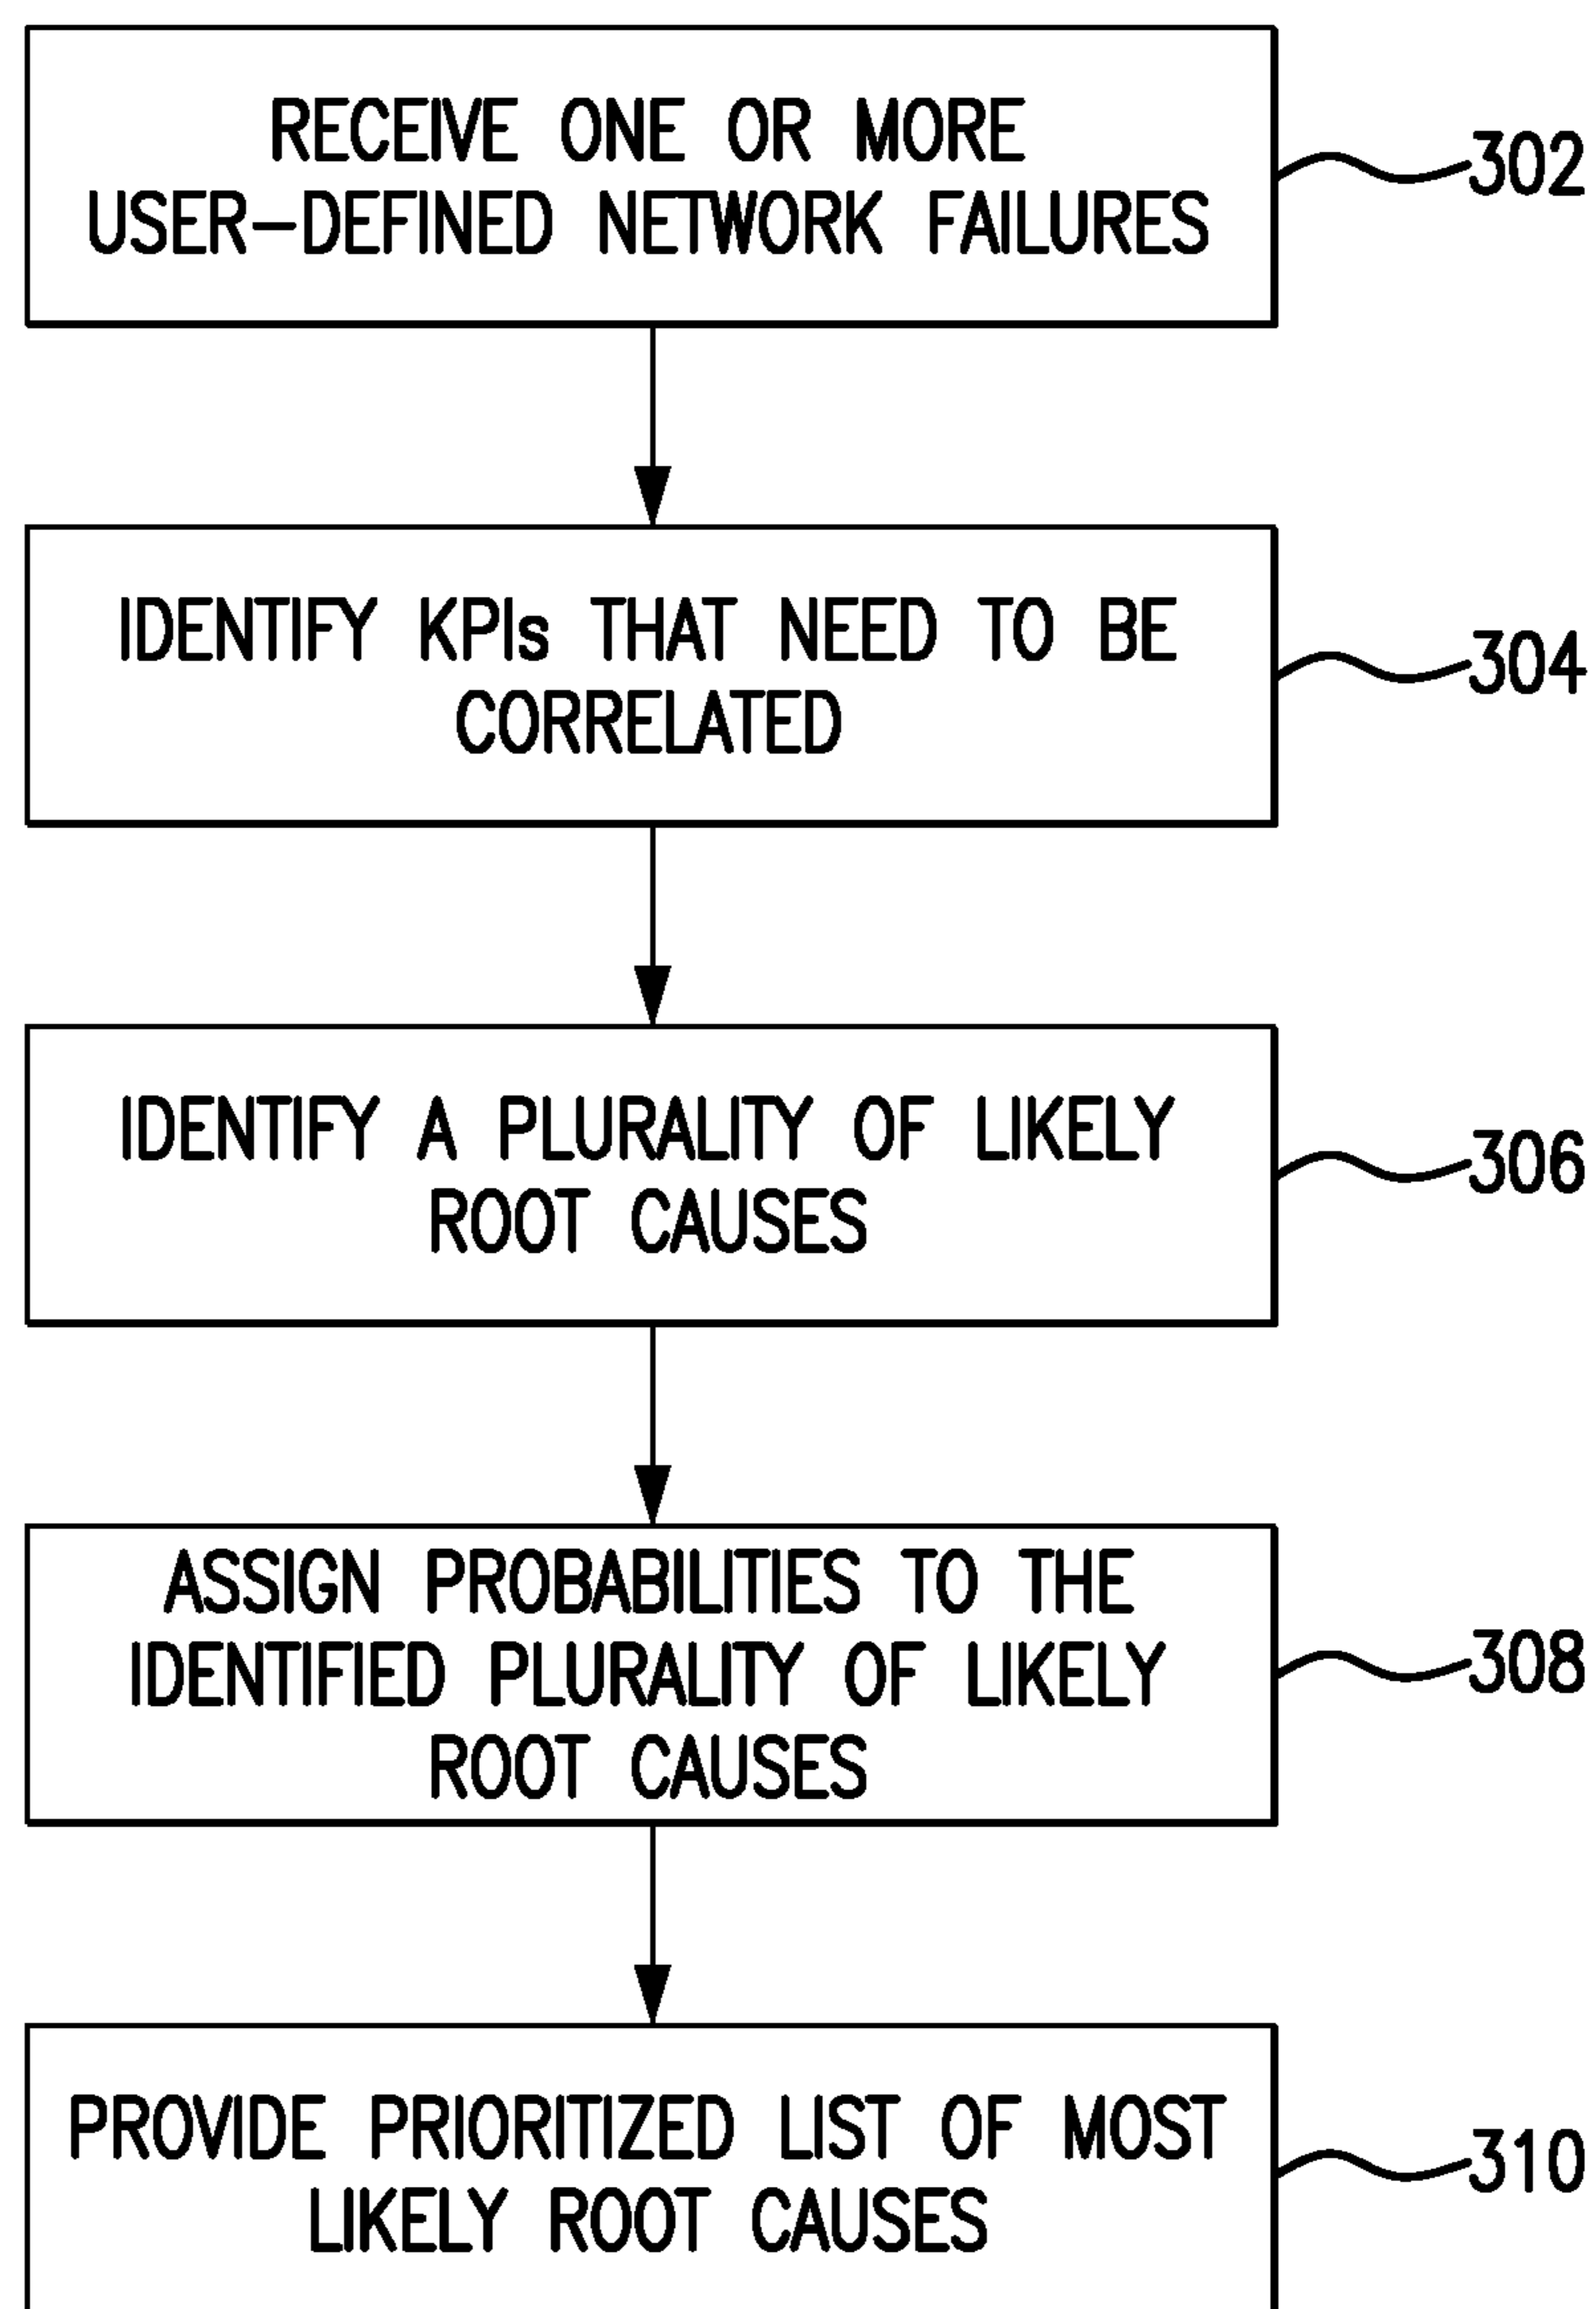 RECEIVE ONE OR MORE
USER-DEFINED NETWORK FAILURES
302
IDENTIFY KPIs THAT NEED TO BE
CORRELATED
304
IDENTIFY A PLURALITY OF LIKELY
ROOT CAUSES
306
ASSIGN PROBABILITIES TO THE
IDENTIFIED PLURALITY OF LIKELY
ROOT CAUSES
308
PROVIDE PRIORITIZED LIST OF MOST
LIKELY ROOT CAUSES
310